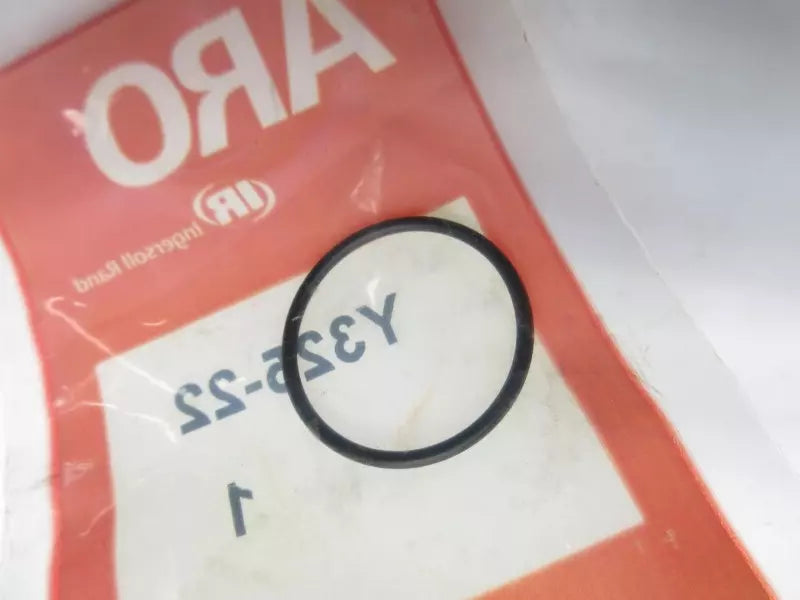 ARO
(IR)
Ingersoll Rand
Y325-22
1